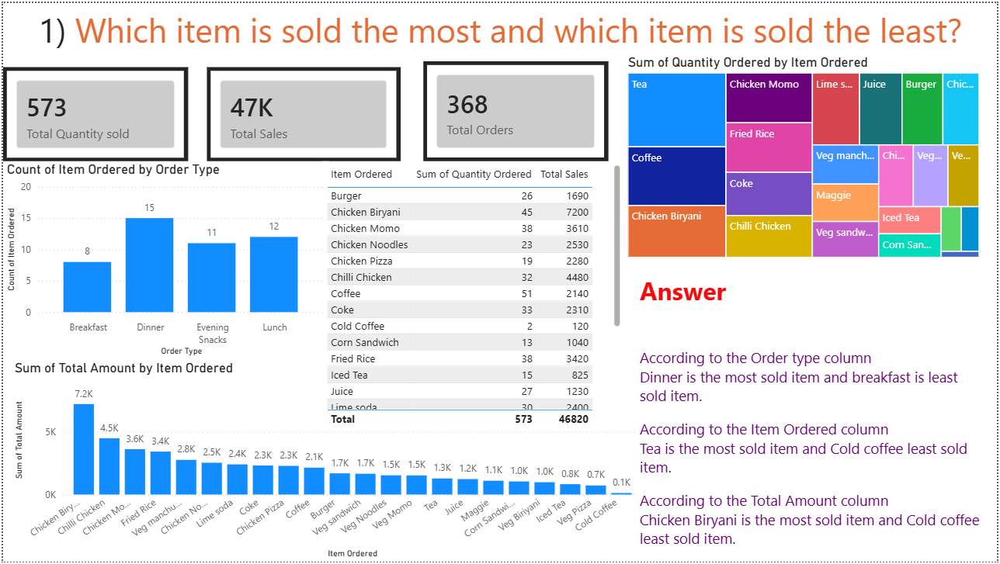 1) Which item is sold the most and which item is sold the least?
573
Total Quantity sold
47K
Total Sales
368
Total Orders
Sum of Quantity Ordered by Item Ordered
Tea
Coffee
Chicken Biryani
Chicken Momo
Fried Rice
Coke
Chilli Chicken
Lime s...
Juice
Burger
Chic...
Veg manch...
Maggie
Veg sandw...
Chi...
Veg...
Ve...
Iced Tea
Corn San...
Count of Item Ordered by Order Type
Count of Item Ordered
20
15
10
5
0
8
15
11
12
Breakfast
Dinner
Evening
Snacks
Lunch
Order Type
Item Ordered Sum of Quantity Ordered Total Sales
Burger 26 1690
Chicken Biryani 45 7200
Chicken Momo 38 3610
Chicken Noodles 23 2530
Chicken Pizza 19 2280
Chilli Chicken 32 4480
Coffee 51 2140
Coke 33 2310
Cold Coffee 2 120
Corn Sandwich 13 1040
Fried Rice 38 3420
Iced Tea 15 825
Juice 27 1230
Lime soda 30 2400
Total 573 46820
Sum of Total Amount by Item Ordered
Sum of Total Amount
5K
0K
7.2K
4.5K
3.6K
3.4K
2.8K
2.5K
2.4K
2.3K
2.3K
2.1K
1.7K
1.7K
1.5K
1.5K
1.3K
1.2K
1.1K
1.0K
1.0K
0.8K
0.7K
0.1K
Chicken Biry...
Chilli Chicken
Chicken Mo...
Fried Rice
Veg manchu...
Chicken No...
Lime soda
Coke
Chicken Pizza
Coffee
Burger
Veg sandwich
Veg Noodles
Veg Momo
Tea
Juice
Maggie
Corn Sandwi...
Veg Biriyani
Iced Tea
Veg Pizza
Cold Coffee
Item Ordered
Answer
According to the Order type column
Dinner is the most sold item and breakfast is least
sold item.
According to the Item Ordered column
Tea is the most sold item and Cold coffee least sold
item.
According to the Total Amount column
Chicken Biryani is the most sold item and Cold coffee
least sold item.